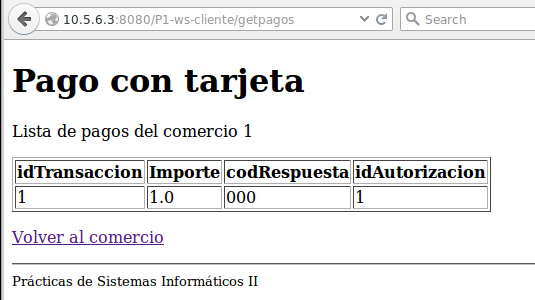 10.5.6.3:8080/P1-ws-cliente/getpagos Search
Pago con tarjeta
Lista de pagos del comercio 1
idTransaccion Importe codRespuesta idAutorizacion
1 1.0 000 1
Volver al comercio
Prácticas de Sistemas Informáticos II